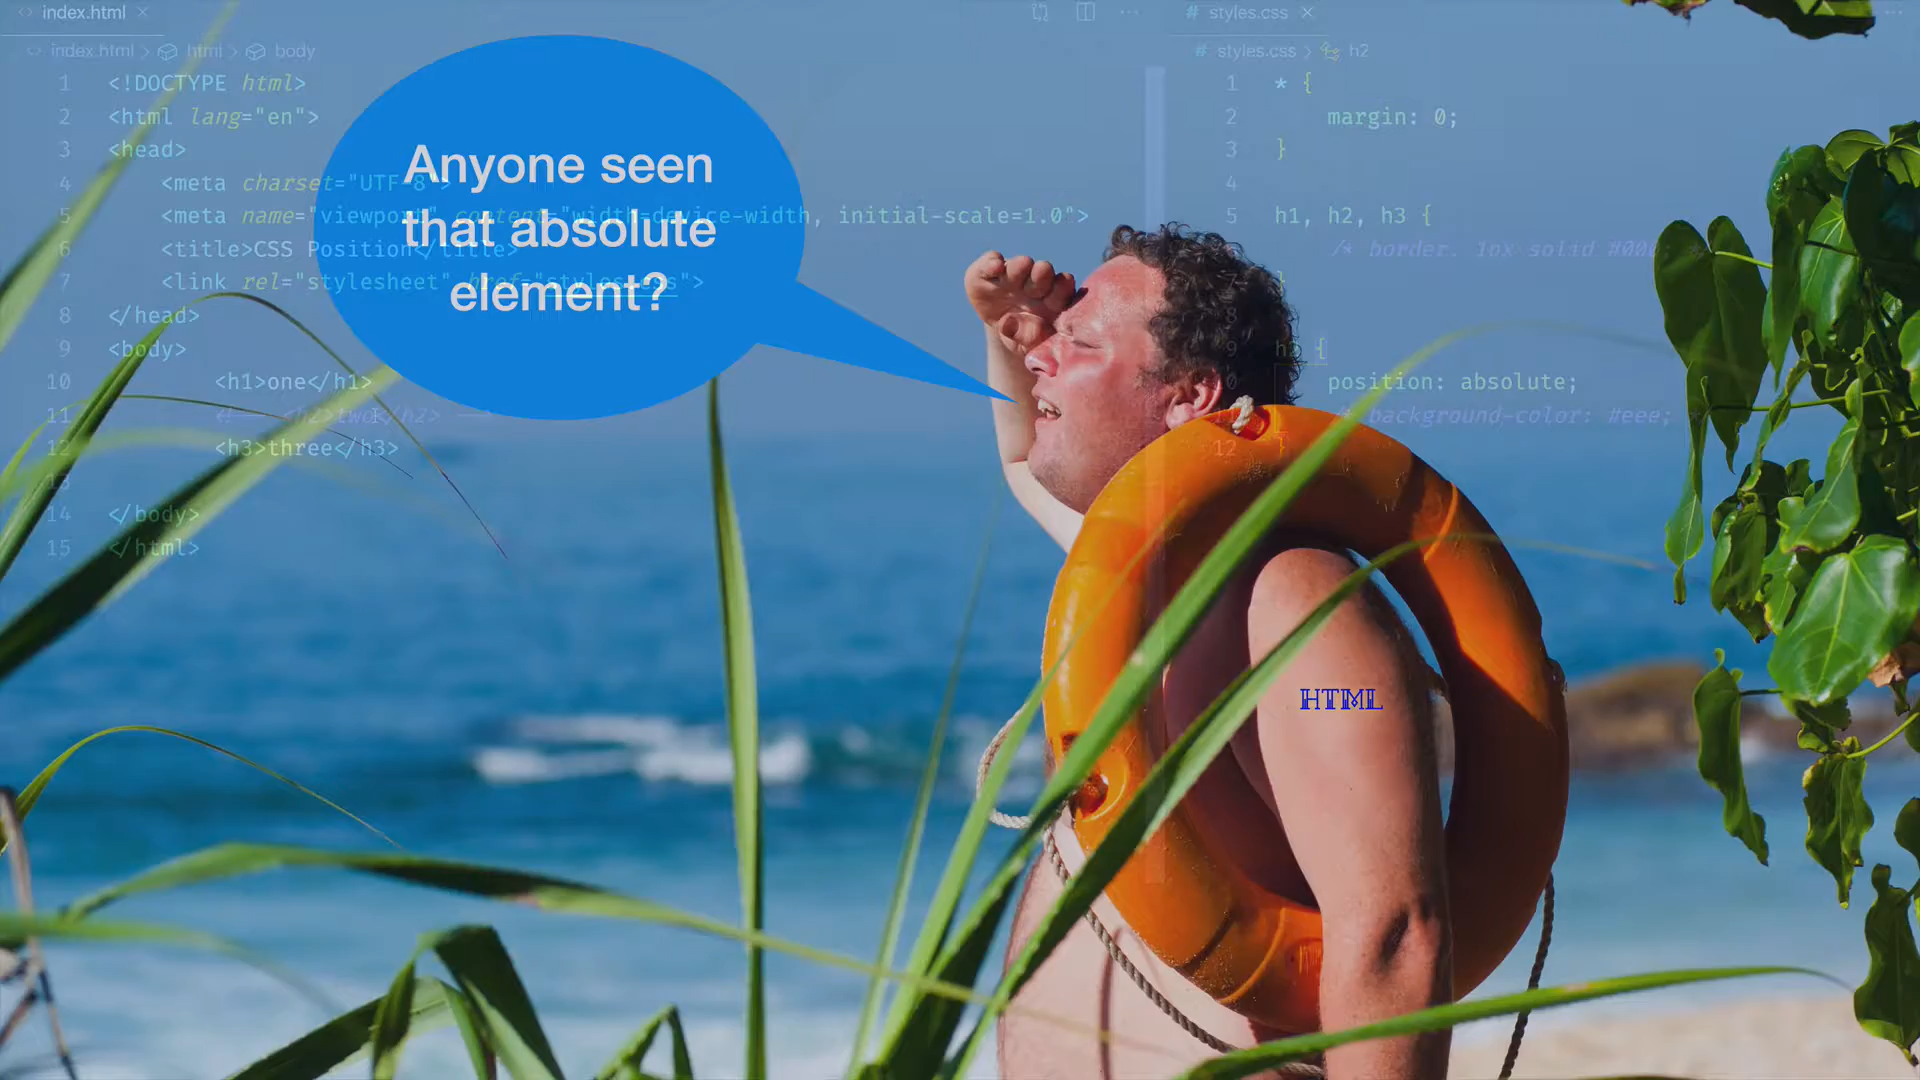 index.html
index.html > html > body
1 <!DOCTYPE html>
2 <html lang="en">
3 <head>
4 <meta charset="UTF-8">
5 <meta name="viewport" content="width=device-width, initial-scale=1.0">
6 <title>CSS Position</title>
7 <link rel="stylesheet" href="styles.css">
8 </head>
9 <body>
10 <h1>one</h1>
11 <!-- <h2>two</h2> -->
12 <h3>three</h3>
13
14 </body>
15 </html>
Anyone seen
that absolute
element?
# styles.css
# styles.css > h2
1 * {
2 margin: 0;
3 }
4
5 h1, h2, h3 {
/* border. 1px solid #000;
}
8
9 {
position: absolute;
/* background-color: #eee; *
12 }
HTML